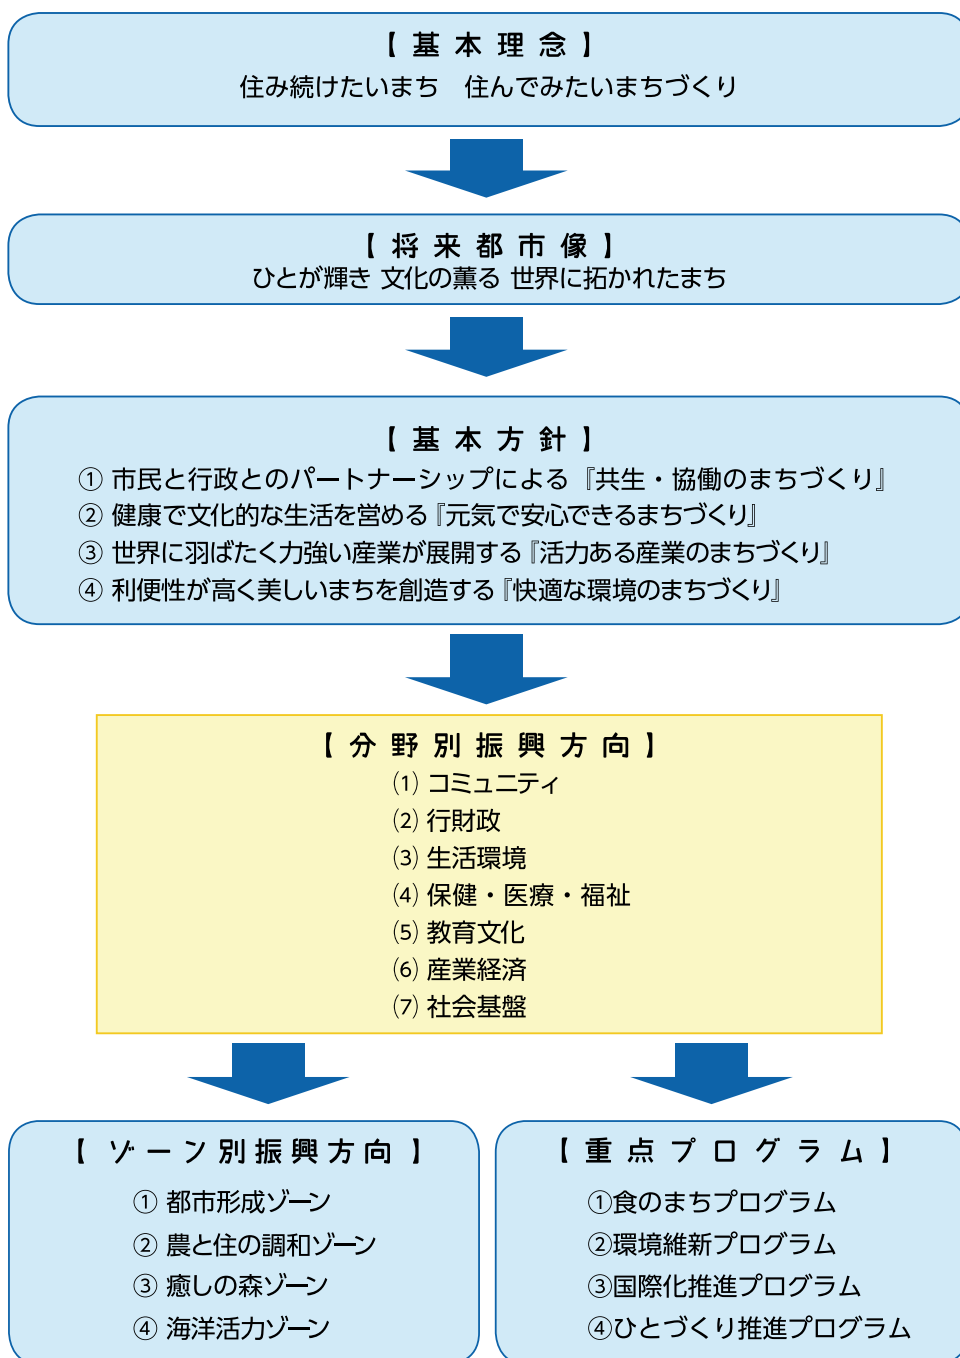 【基本理念】
住み続けたいまち　住んでみたいまちづくり
【将来都市像】
ひとが輝き 文化の薫る 世界に拓かれたまち
【基本方針】
① 市民と行政とのパートナーシップによる『共生・協働のまちづくり』
② 健康で文化的な生活を営める『元気で安心できるまちづくり』
③ 世界に羽ばたく力強い産業が展開する『活力ある産業のまちづくり』
④ 利便性が高く美しいまちを創造する『快適な環境のまちづくり』
【分野別振興方向】
⑴ コミュニティ
⑵ 行財政
⑶ 生活環境
⑷ 保健・医療・福祉
⑸ 教育文化
⑹ 産業経済
⑺ 社会基盤
【ゾーン別振興方向】
① 都市形成ゾーン
② 農と住の調和ゾーン
③ 癒しの森ゾーン
④ 海洋活力ゾーン
【重点プログラム】
①食のまちプログラム
②環境維新プログラム
③国際化推進プログラム
④ひとづくり推進プログラム